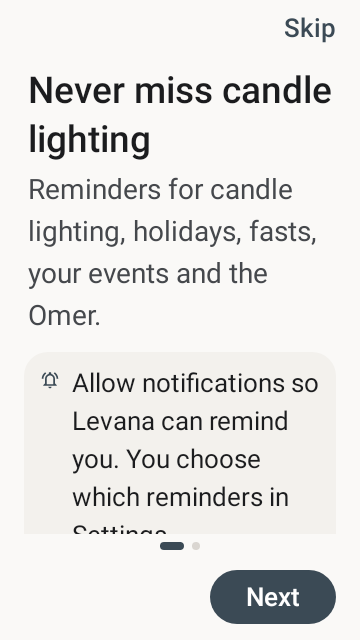 Skip
Never miss candle
lighting
Reminders for candle
lighting, holidays, fasts,
your events and the
Omer.
Allow notifications so
Levana can remind
you. You choose
which reminders in
Settings.
Next